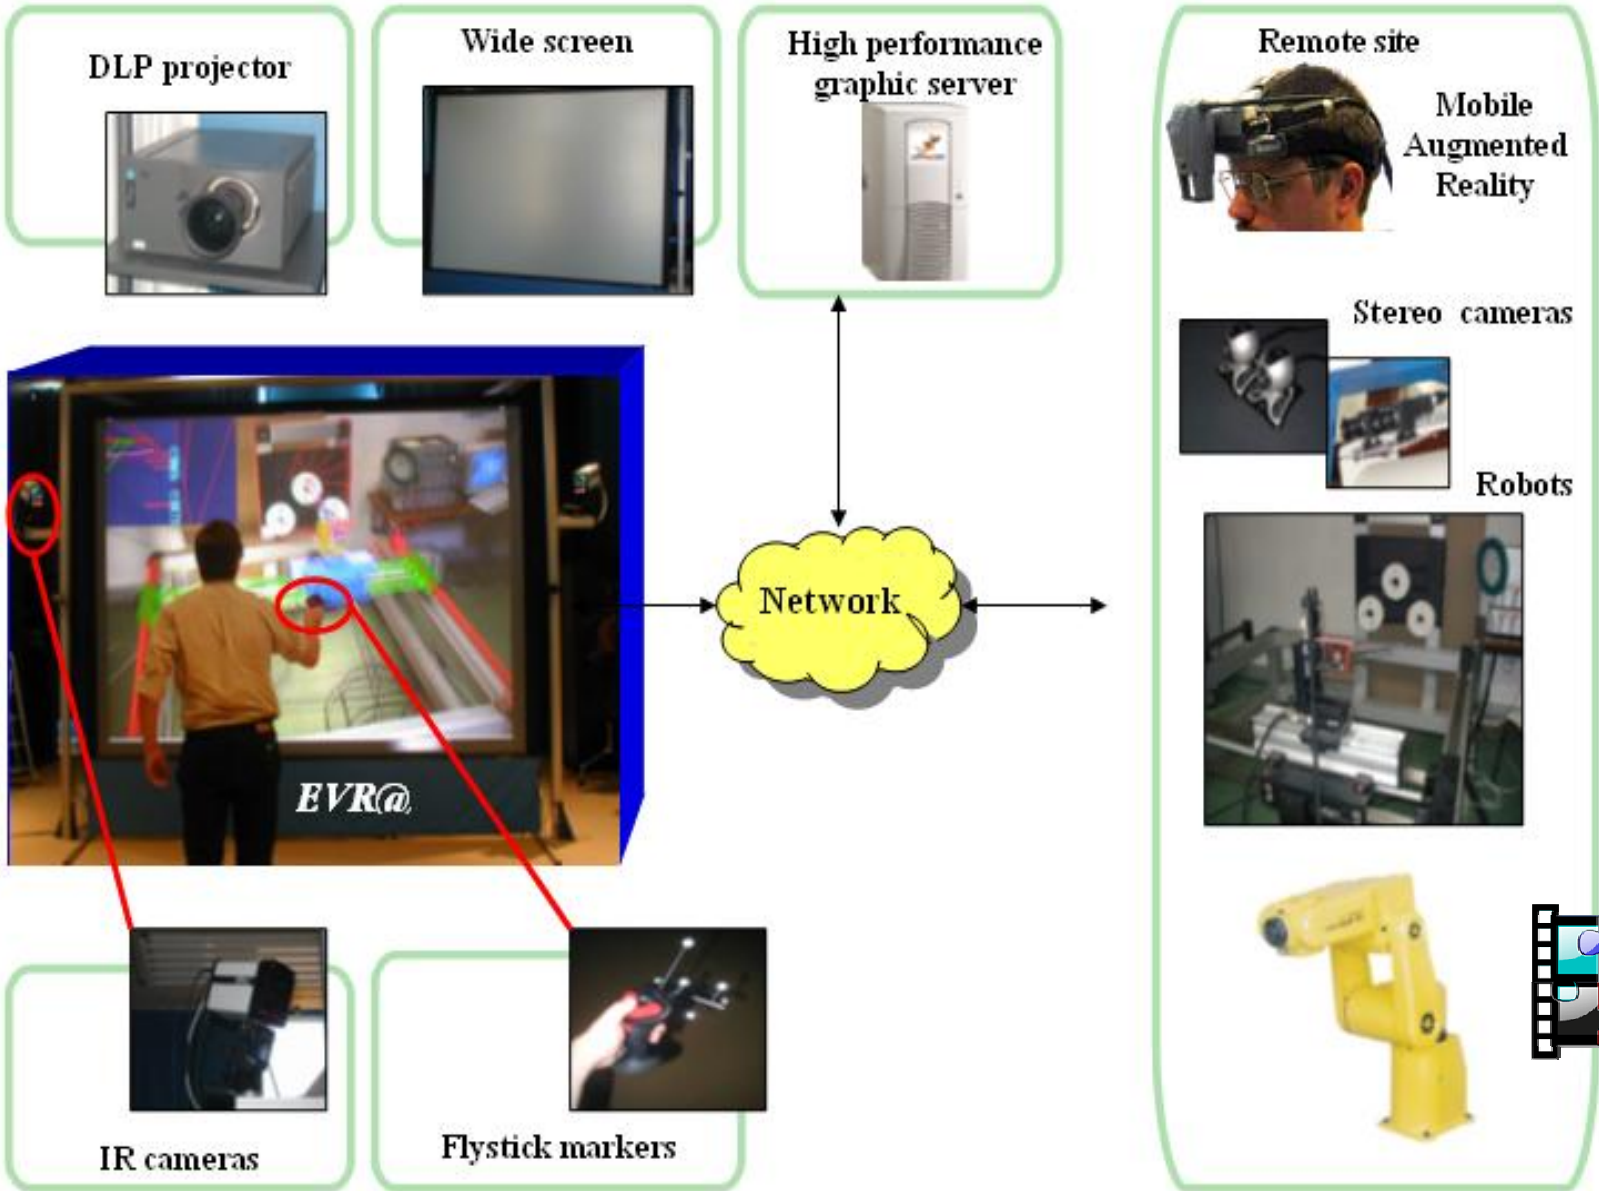 DLP projector
Wide screen
High performance
graphic server
Remote site
Mobile
Augmented
Reality
Stereo cameras
Robots
Network
EVR@
IR cameras
Flystick markers